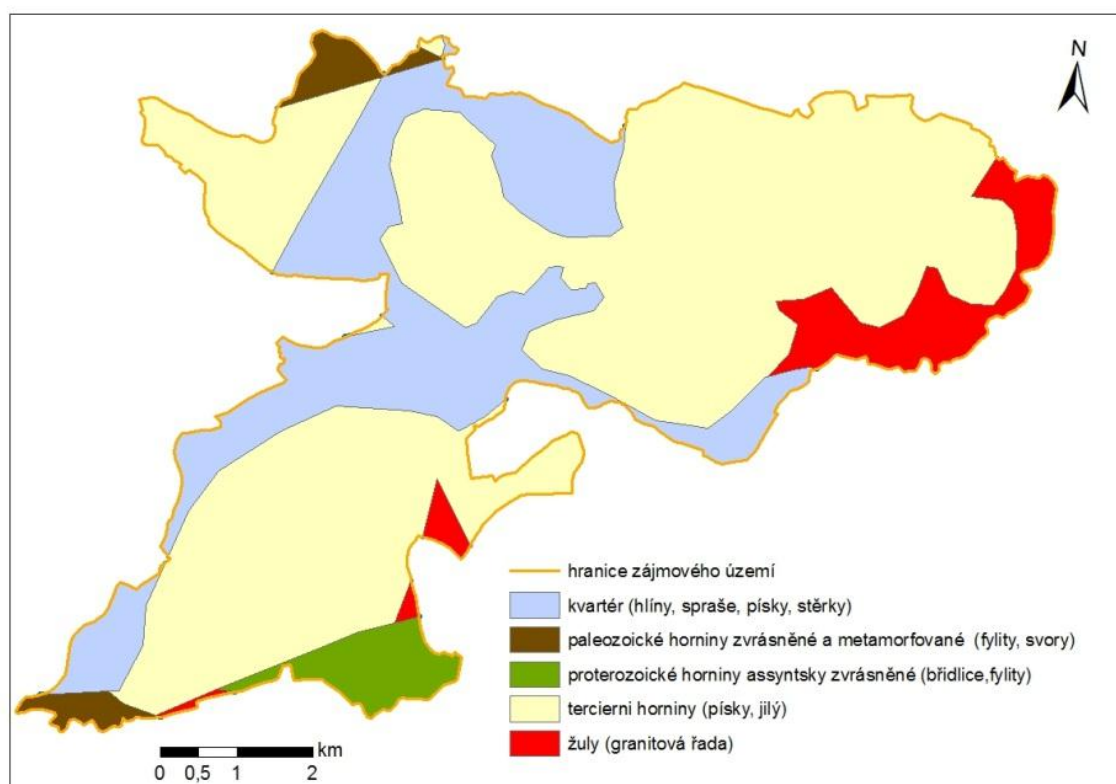 N
hranice zájmového území
kvartér (hlíny, spraše, písky, stěrky)
paleozoické horniny zvrásněné a metamorfované (fylity, svory)
proterozoické horniny assyntsky zvrásněné (břidlice,fylity)
tercierni horniny (písky, jilý)
žuly (granitová řada)
km
0 0,5 1 2